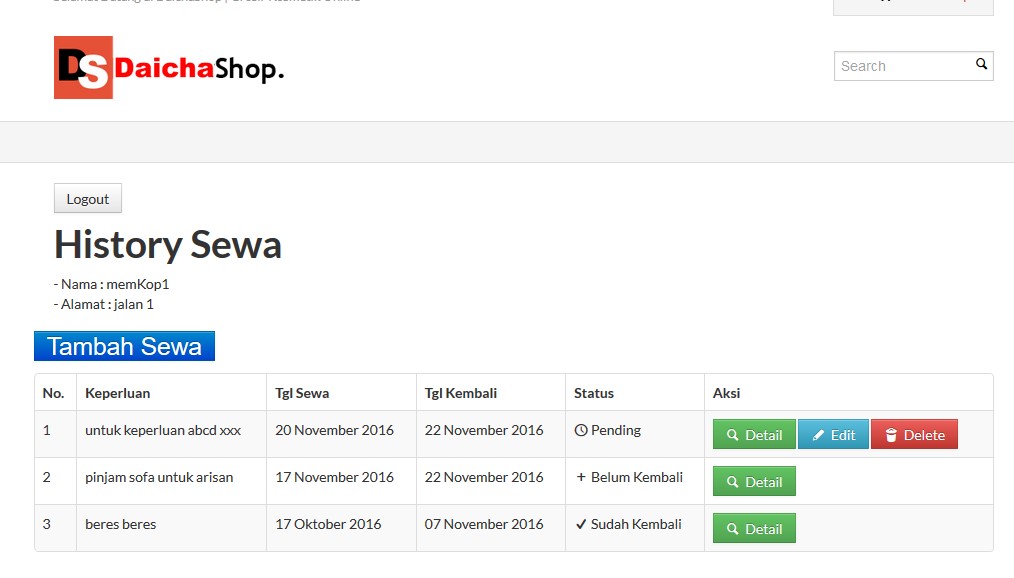 DS DaichaShop.
Search
Logout
History Sewa
- Nama : memKop1
- Alamat : jalan 1
Tambah Sewa
No. Keperluan Tgl Sewa Tgl Kembali Status Aksi
1 untuk keperluan abcd xxx 20 November 2016 22 November 2016 Pending Detail Edit Delete
2 pinjam sofa untuk arisan 17 November 2016 22 November 2016 Belum Kembali Detail
3 beres beres 17 Oktober 2016 07 November 2016 Sudah Kembali Detail